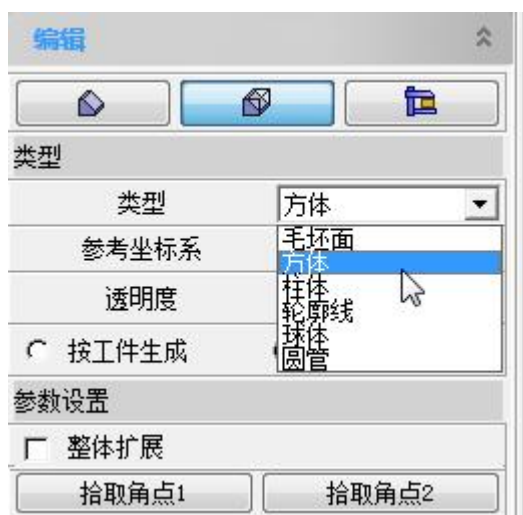 编辑
类型
类型
方体
参考坐标系
毛坯面
方体
透明度
柱体
轮廓线
按工件生成
球体
圆管
参数设置
整体扩展
拾取角点1
拾取角点2